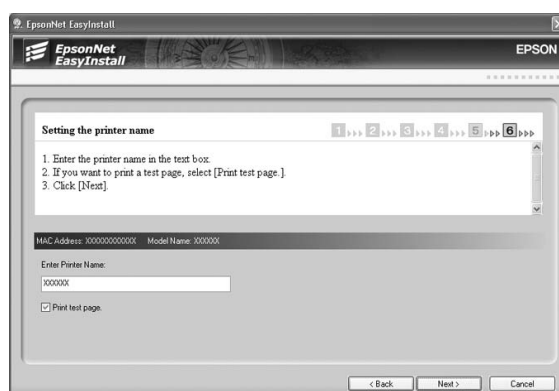 EpsonNet EasyInstall
EpsonNet
EasyInstall
EPSON
Setting the printer name
1 2 3 4 5 6
1. Enter the printer name in the text box.
2. If you want to print a test page, select [Print test page.].
3. Click [Next].
MAC Address: XXXXXXXXXXXX Model Name: XXXXXX
Enter Printer Name:
XXXXXX
Print test page.
< Back Next > Cancel